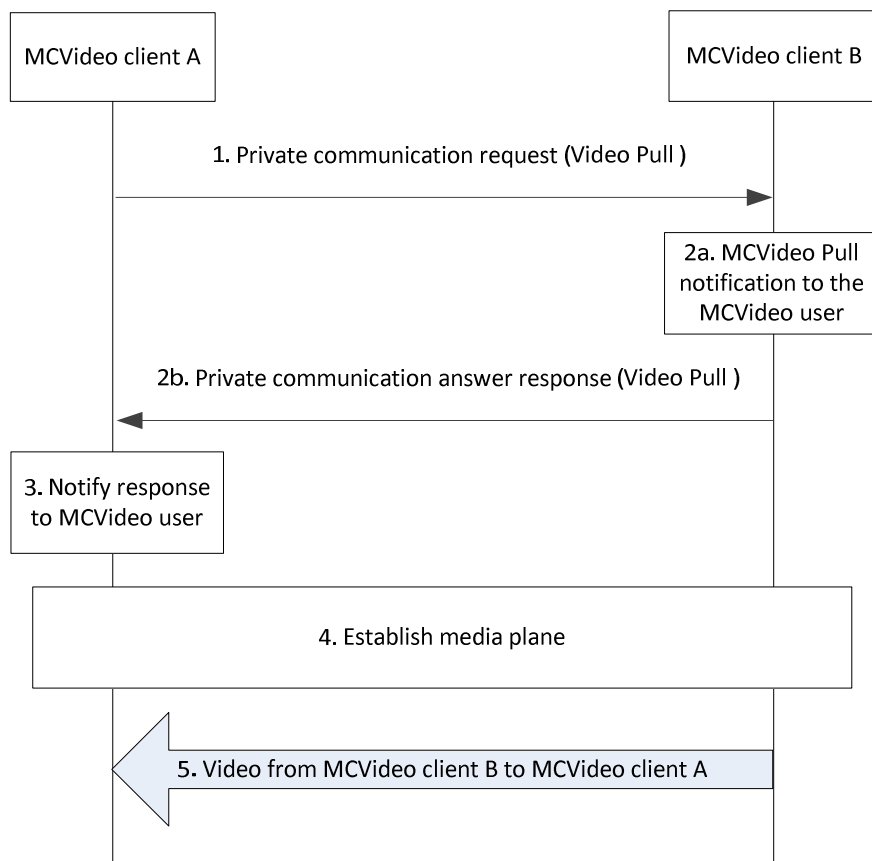 MCVideo client A
MCVideo client B
1. Private communication request (Video Pull )
2a. MCVideo Pull
notification to the
MCVideo user
2b. Private communication answer response (Video Pull )
3. Notify response
to MCVideo user
4. Establish media plane
5. Video from MCVideo client B to MCVideo client A